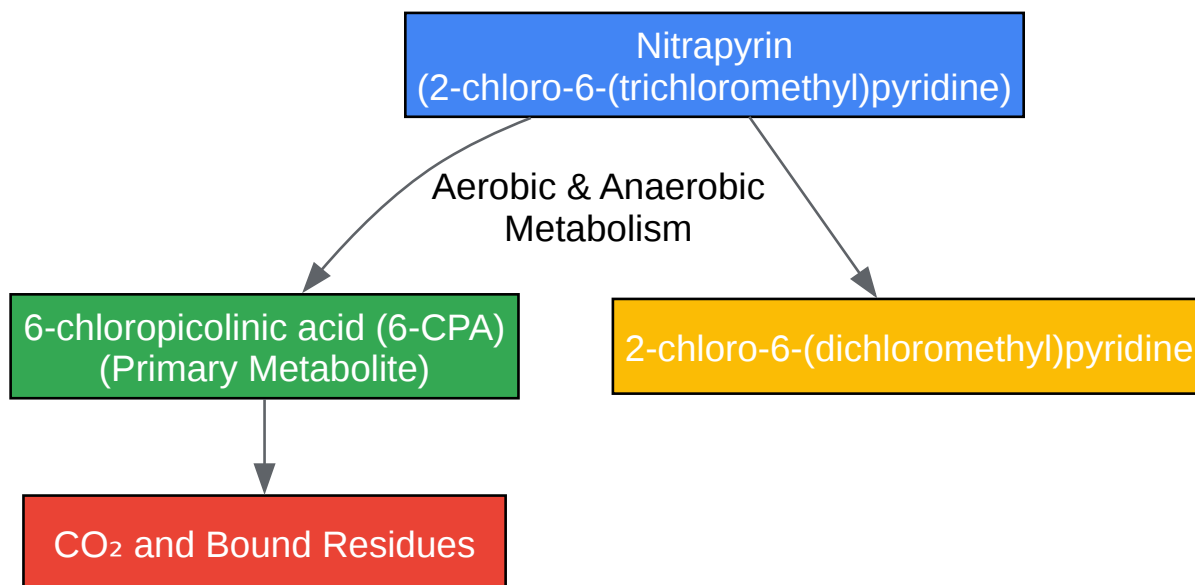 Nitrapyrin
(2-chloro-6-(trichloromethyl)pyridine)
Aerobic & Anaerobic
Metabolism
6-chloropicolinic acid (6-CPA)
(Primary Metabolite)
2-chloro-6-(dichloromethyl)pyridine
CO₂ and Bound Residues